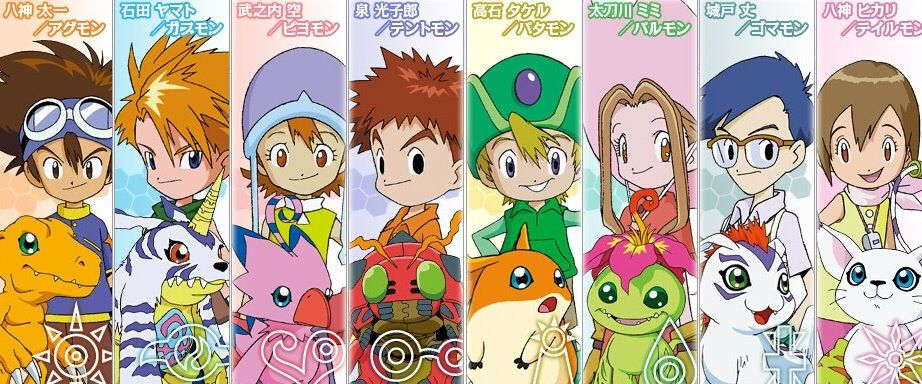 八神 太一
／アグモン
石田 ヤマト
／ガブモン
武之内 空
／ピヨモン
泉 光子郎
／テントモン
高石 タケル
／パタモン
太刀川 ミミ
／パルモン
城戸 丈
／ゴマモン
八神 ヒカリ
／テイルモン